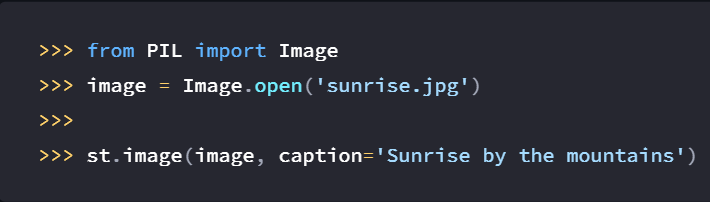 >>> from PIL import Image
>>> image = Image.open('sunrise.jpg')
>>>
>>> st.image(image, caption='Sunrise by the mountains')